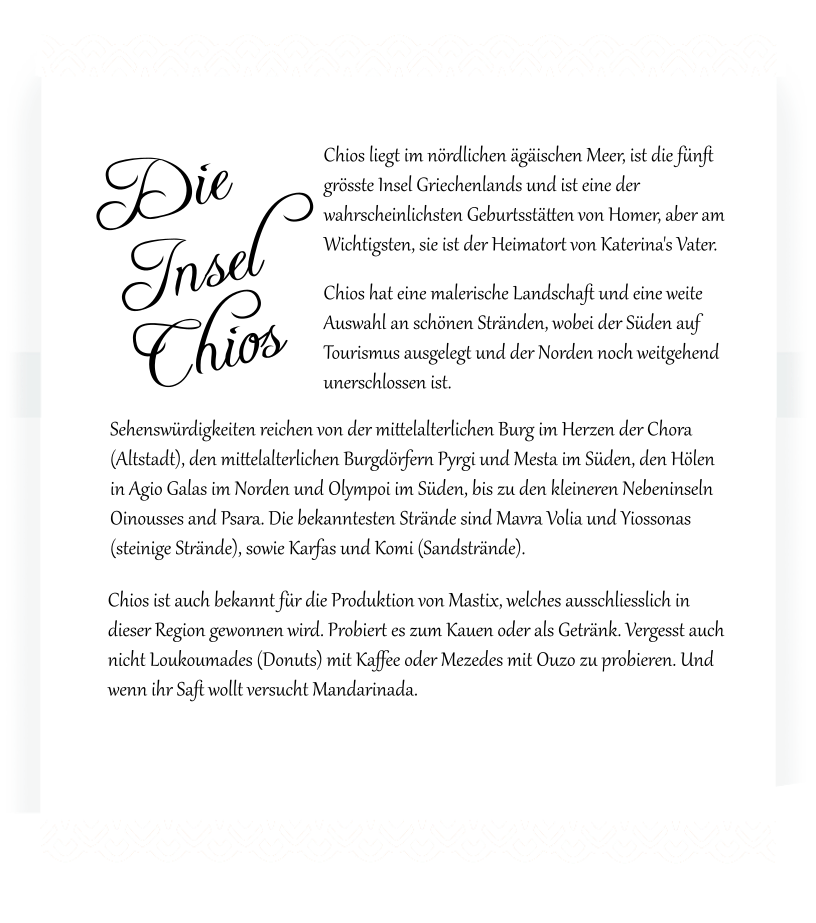 Die
Insel
Chios
Chios liegt im nördlichen ägäischen Meer, ist die fünft
grösste Insel Griechenlands und ist eine der
wahrscheinlichsten Geburtsstätten von Homer, aber am
Wichtigsten, sie ist der Heimatort von Katerina's Vater.
Chios hat eine malerische Landschaft und eine weite
Auswahl an schönen Stränden, wobei der Süden auf
Tourismus ausgelegt und der Norden noch weitgehend
unerschlossen ist.
Sehenswürdigkeiten reichen von der mittelalterlichen Burg im Herzen der Chora
(Altstadt), den mittelalterlichen Burgdörfern Pyrgi und Mesta im Süden, den Hölen
in Agio Galas im Norden und Olympoi im Süden, bis zu den kleineren Nebeninseln
Oinousses and Psara. Die bekanntesten Strände sind Mavra Volia und Yiossonas
(steinige Strände), sowie Karfas und Komi (Sandstrände).
Chios ist auch bekannt für die Produktion von Mastix, welches ausschliesslich in
dieser Region gewonnen wird. Probiert es zum Kauen oder als Getränk. Vergesst auch
nicht Loukoumades (Donuts) mit Kaffee oder Mezedes mit Ouzo zu probieren. Und
wenn ihr Saft wollt versucht Mandarinada.